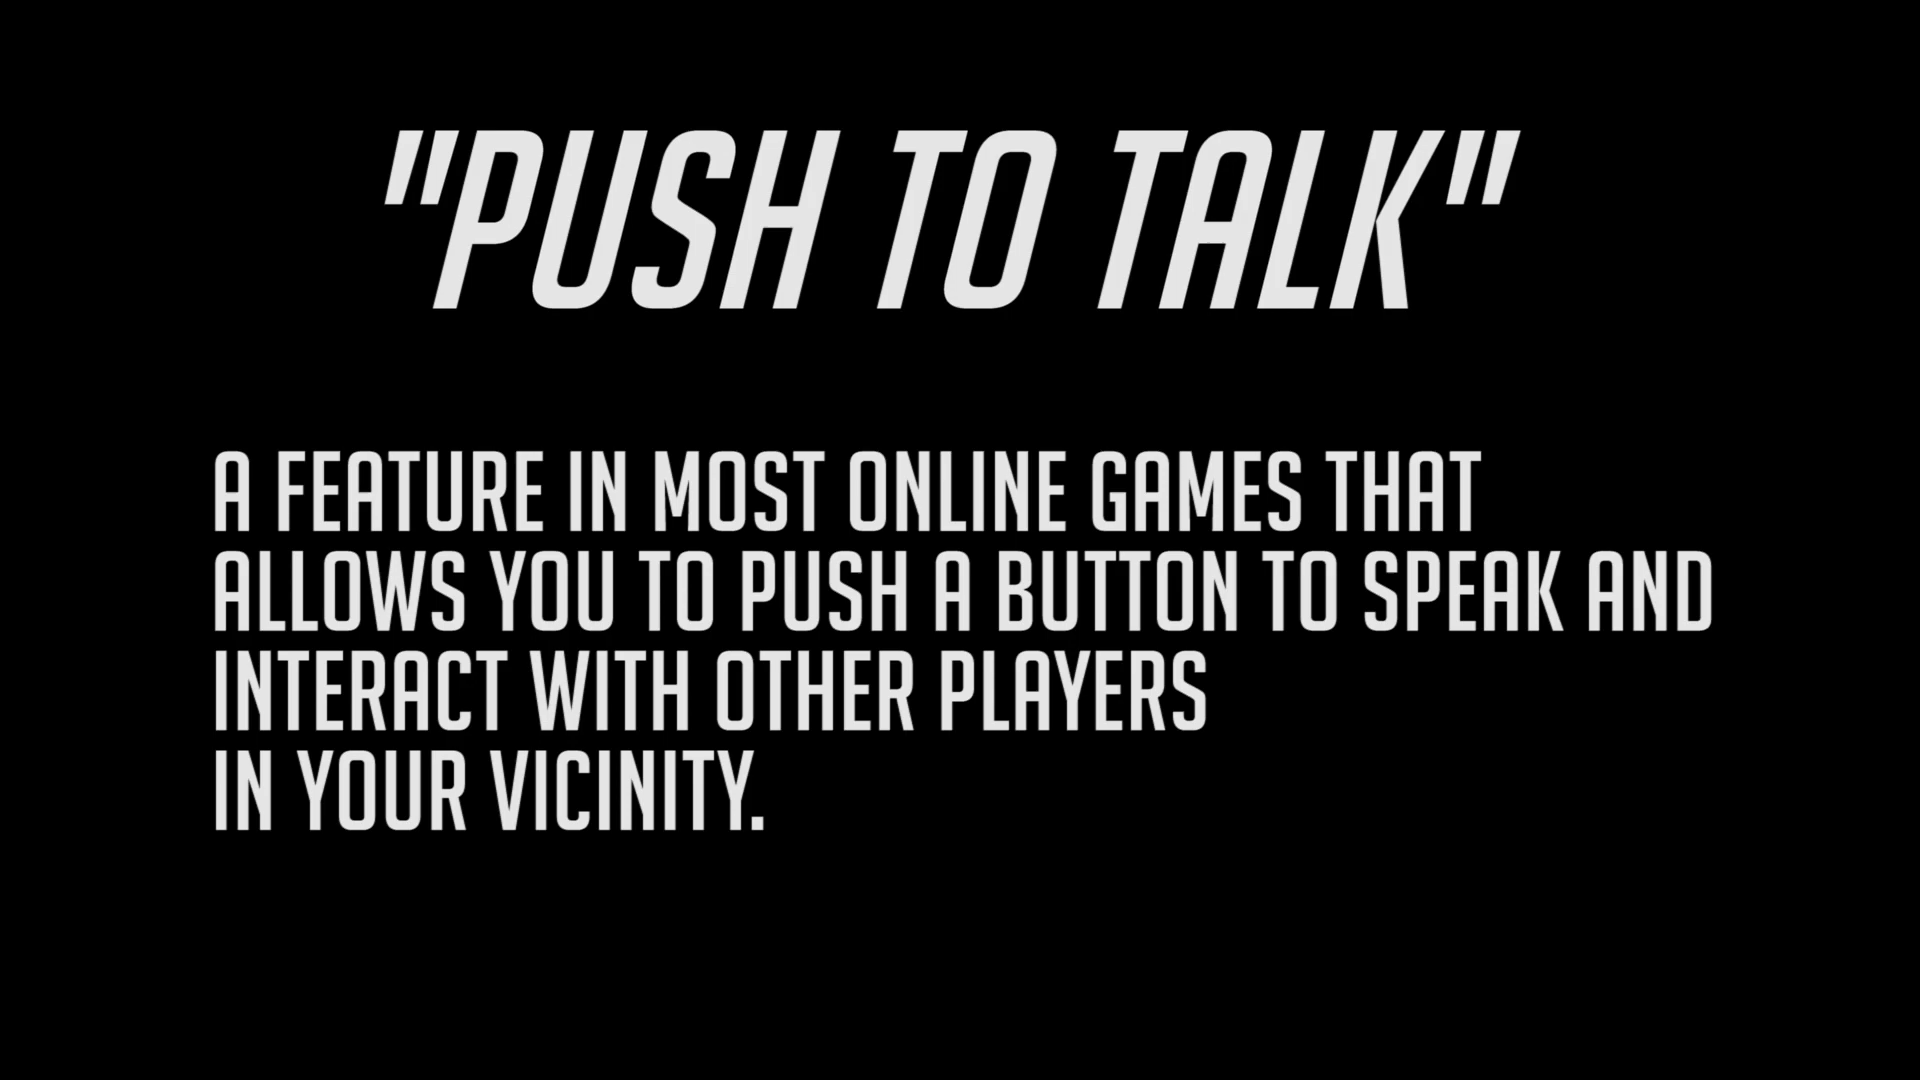 "PUSH TO TALK"
A FEATURE IN MOST ONLINE GAMES THAT
ALLOWS YOU TO PUSH A BUTTON TO SPEAK AND
INTERACT WITH OTHER PLAYERS
IN YOUR VICINITY.